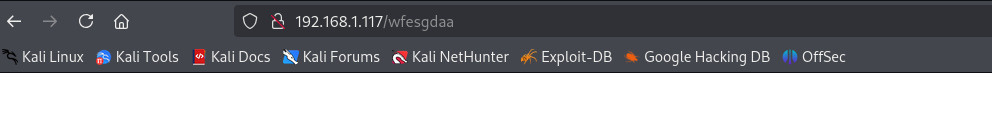 192.168.1.117/wfesgdaa
Kali Linux Kali Tools Kali Docs Kali Forums Kali NetHunter Exploit-DB Google Hacking DB OffSec